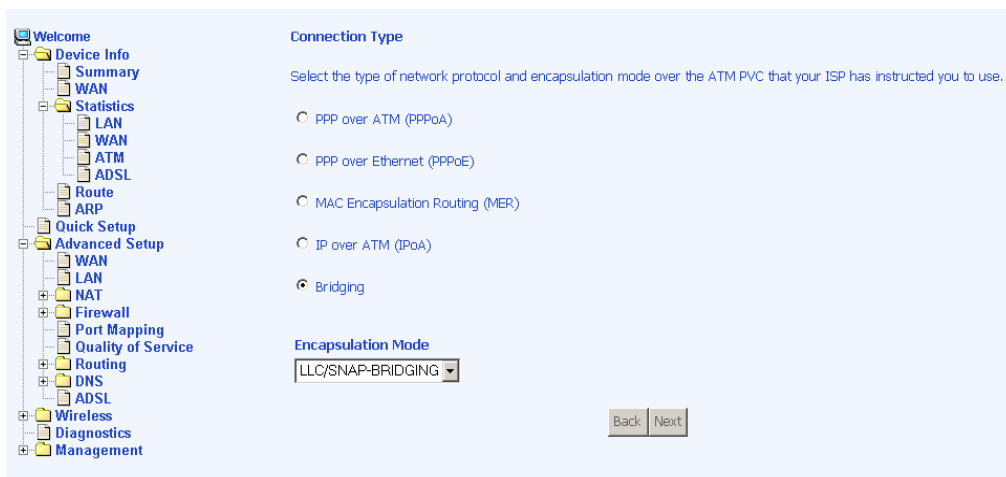 Welcome
Device Info
Summary
WAN
Statistics
LAN
WAN
ATM
ADSL
Route
ARP
Quick Setup
Advanced Setup
WAN
LAN
NAT
Firewall
Port Mapping
Quality of Service
Routing
DNS
ADSL
Wireless
Diagnostics
Management
Connection Type
Select the type of network protocol and encapsulation mode over the ATM PVC that your ISP has instructed you to use.
PPP over ATM (PPPoA)
PPP over Ethernet (PPPoE)
MAC Encapsulation Routing (MER)
IP over ATM (IPoA)
Bridging
Encapsulation Mode
LLC/SNAP-BRIDGING
Back Next